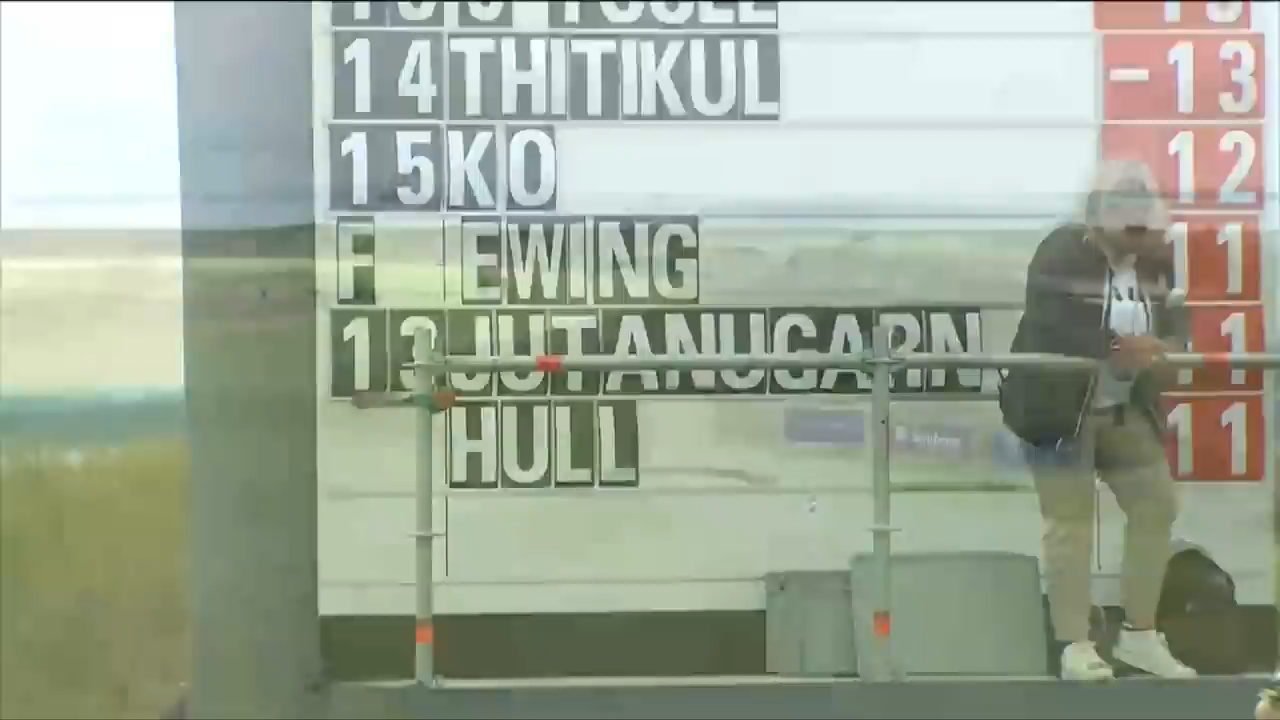 14 THITIKUL -13
15 KO 12
F EWING 11
13 JUTANUGARN 11
HULL 11